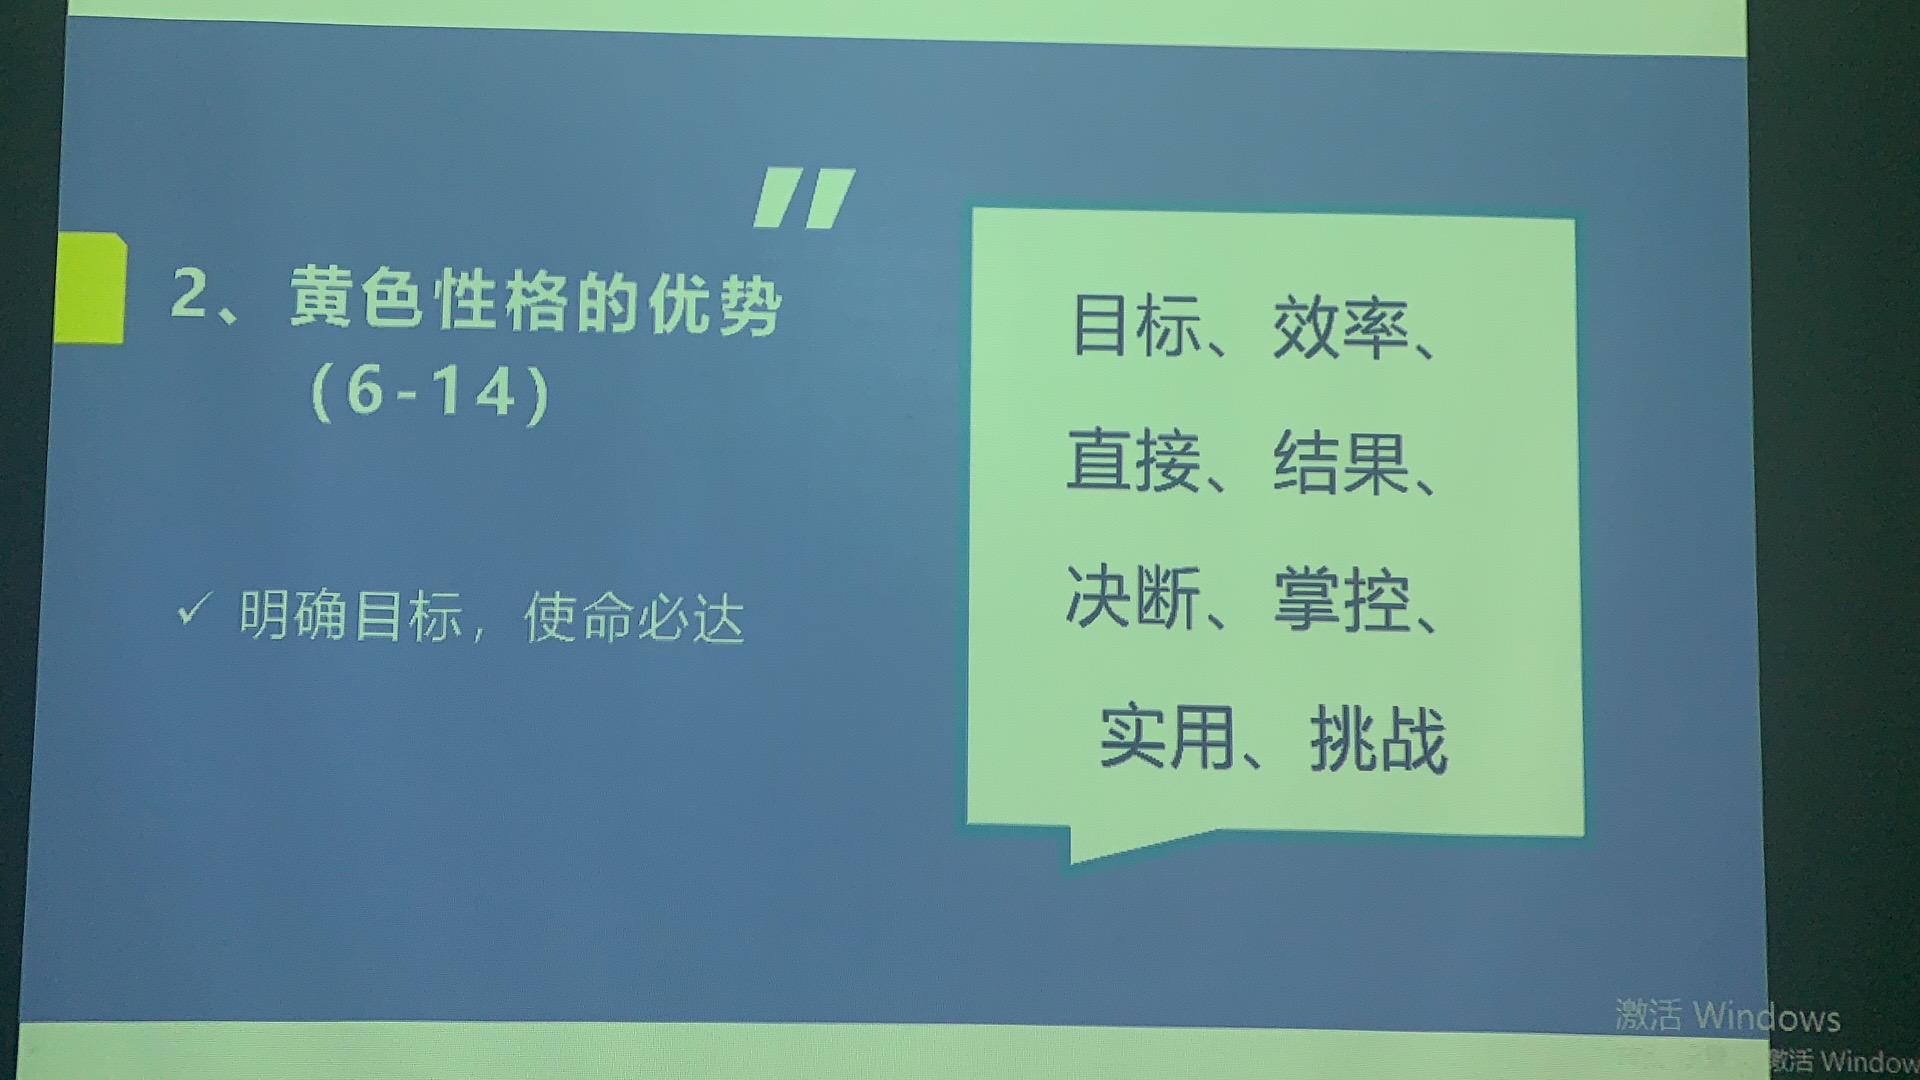 2、黄色性格的优势
(6-14)
✓ 明确目标，使命必达
目标、效率、
直接、结果、
决断、掌控、
实用、挑战
激活 Windows
激活 Window